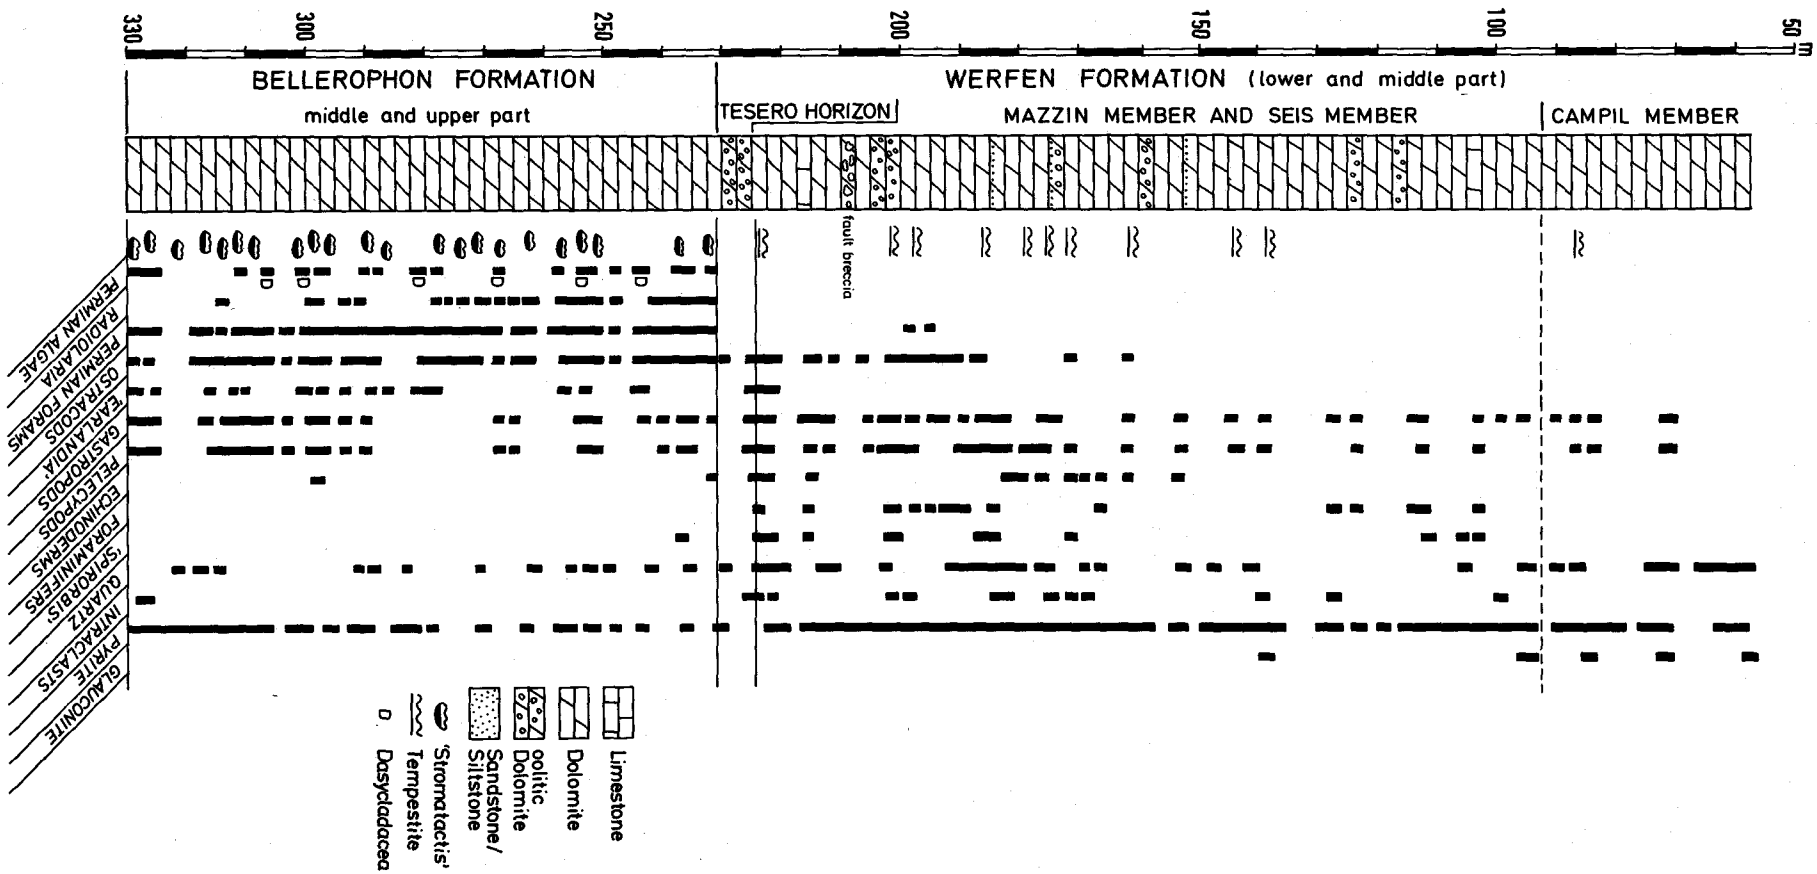 330
300
250
200
150
100
50
m
BELLEROPHON FORMATION
middle and upper part
WERFEN FORMATION (lower and middle part)
TESERO HORIZON
MAZZIN MEMBER AND SEIS MEMBER
CAMPIL MEMBER
fault breccia
D
D
D
D
D
D
PERMIAN ALGAE
RADIOLARIA
PERMIAN FORAMS
OSTRACODS
'EARLANDIA'
GASTROPODS
PELECYPODS
ECHINODERMS
FORAMINIFERS
'SPIRORBIS'
QUARTZ
INTRACLASTS
PYRITE
GLAUCONITE
Limestone
Dolomite
oolitic
Dolomite
Sandstone/
Siltstone
'Stromatactis'
Tempestite
D. Dasycladacea